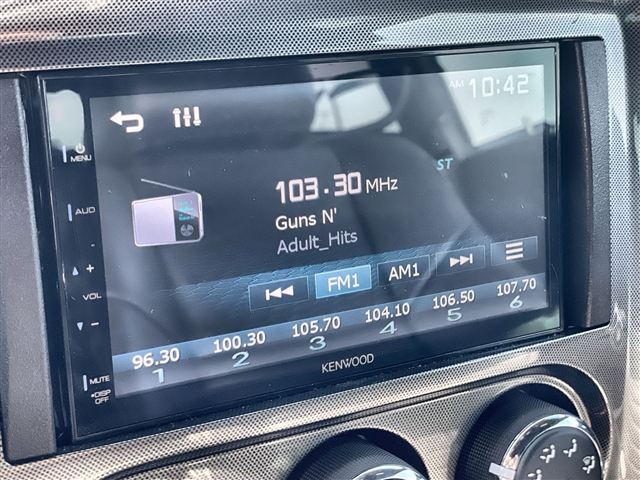 AM 10:42
MENU
ST
103.30 MHz
AUD
Guns N'
Adult_Hits
- + VOL
FM1 AM1
96.30 100.30 105.70 104.10 106.50 107.70
1 2 3 4 5 6
MUTE
DISP OFF
KENWOOD